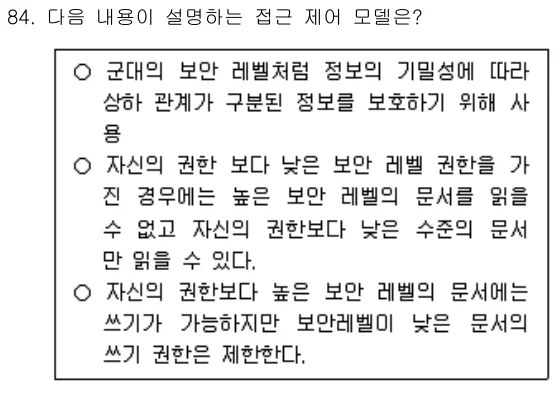 84. 다음 내용이 설명하는 접근 제어 모델은?
○ 군대의 보안 레벨처럼 정보의 기밀성에 따라
상하 관계가 구분된 정보를 보호하기 위해 사
용
○ 자신의 권한 보다 낮은 보안 레벨 권한을 가
진 경우에는 높은 보안 레벨의 문서를 읽을
수 없고 자신의 권한보다 낮은 수준의 문서
만 읽을 수 있다.
○ 자신의 권한보다 높은 보안 레벨의 문서에는
쓰기가 가능하지만 보안레벨이 낮은 문서의
쓰기 권한은 제한한다.